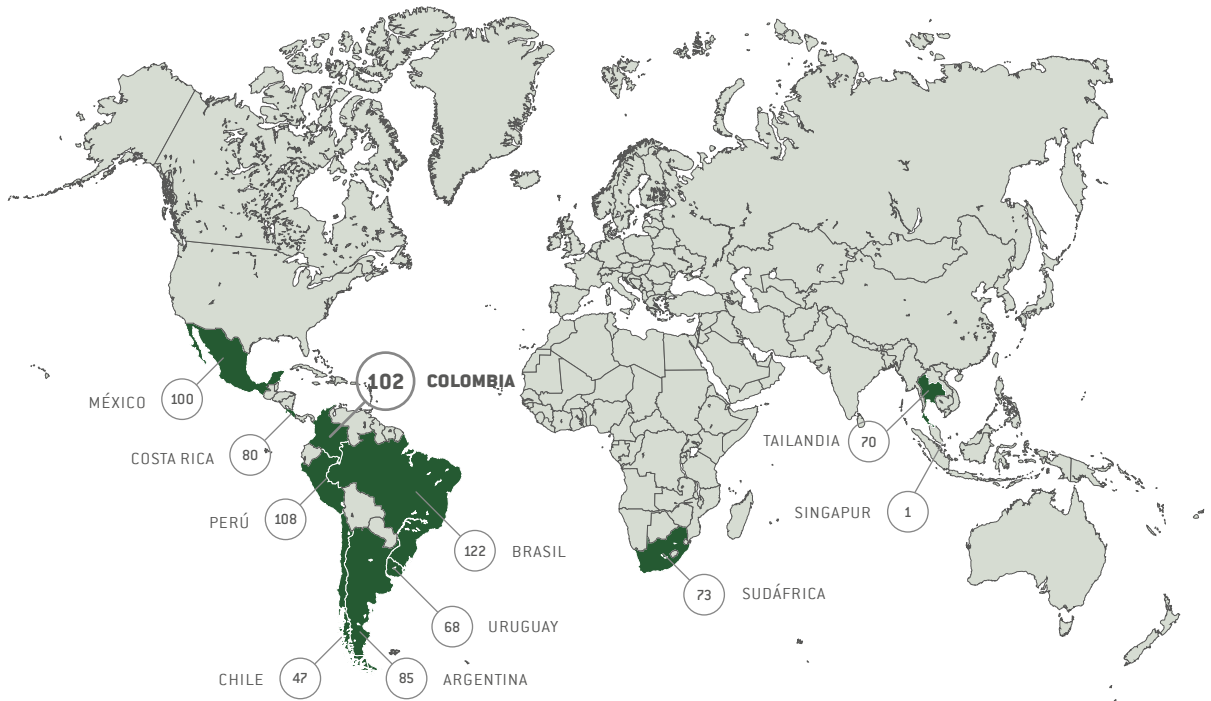 102 COLOMBIA
MÉXICO 100
COSTA RICA 80
TAILANDIA 70
PERÚ 108
SINGAPUR 1
122 BRASIL
73 SUDÁFRICA
68 URUGUAY
CHILE 47
85 ARGENTINA